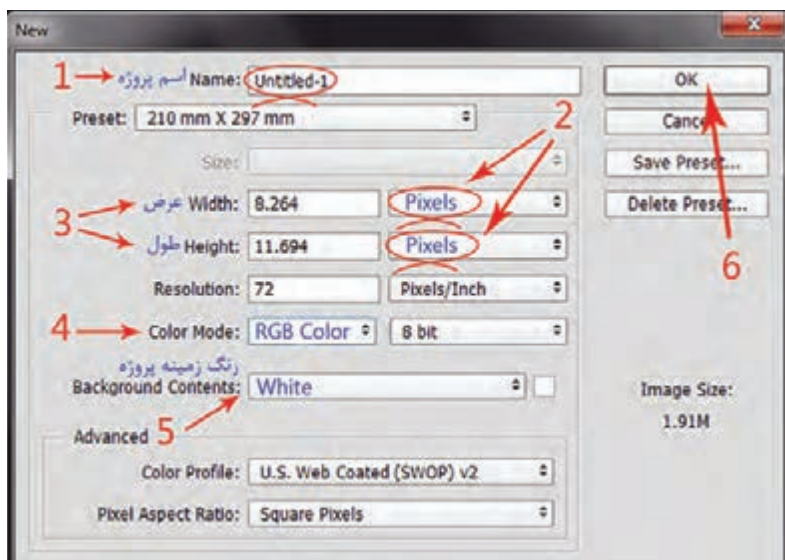 New
1 اسم پروژه Name: Untitled-1 OK
Preset: 210 mm X 297 mm 2 Cancel
Size: Save Preset...
3 عرض Width: 8.264 Pixels Delete Preset...
طول Height: 11.694 Pixels 6
Resolution: 72 Pixels/Inch
4 Color Mode: RGB Color 8 bit
رنگ زمینه پروژه
Background Contents: White Image Size:
5 1.91M
Advanced
Color Profile: U.S. Web Coated (SWOP) v2
Pixel Aspect Ratio: Square Pixels